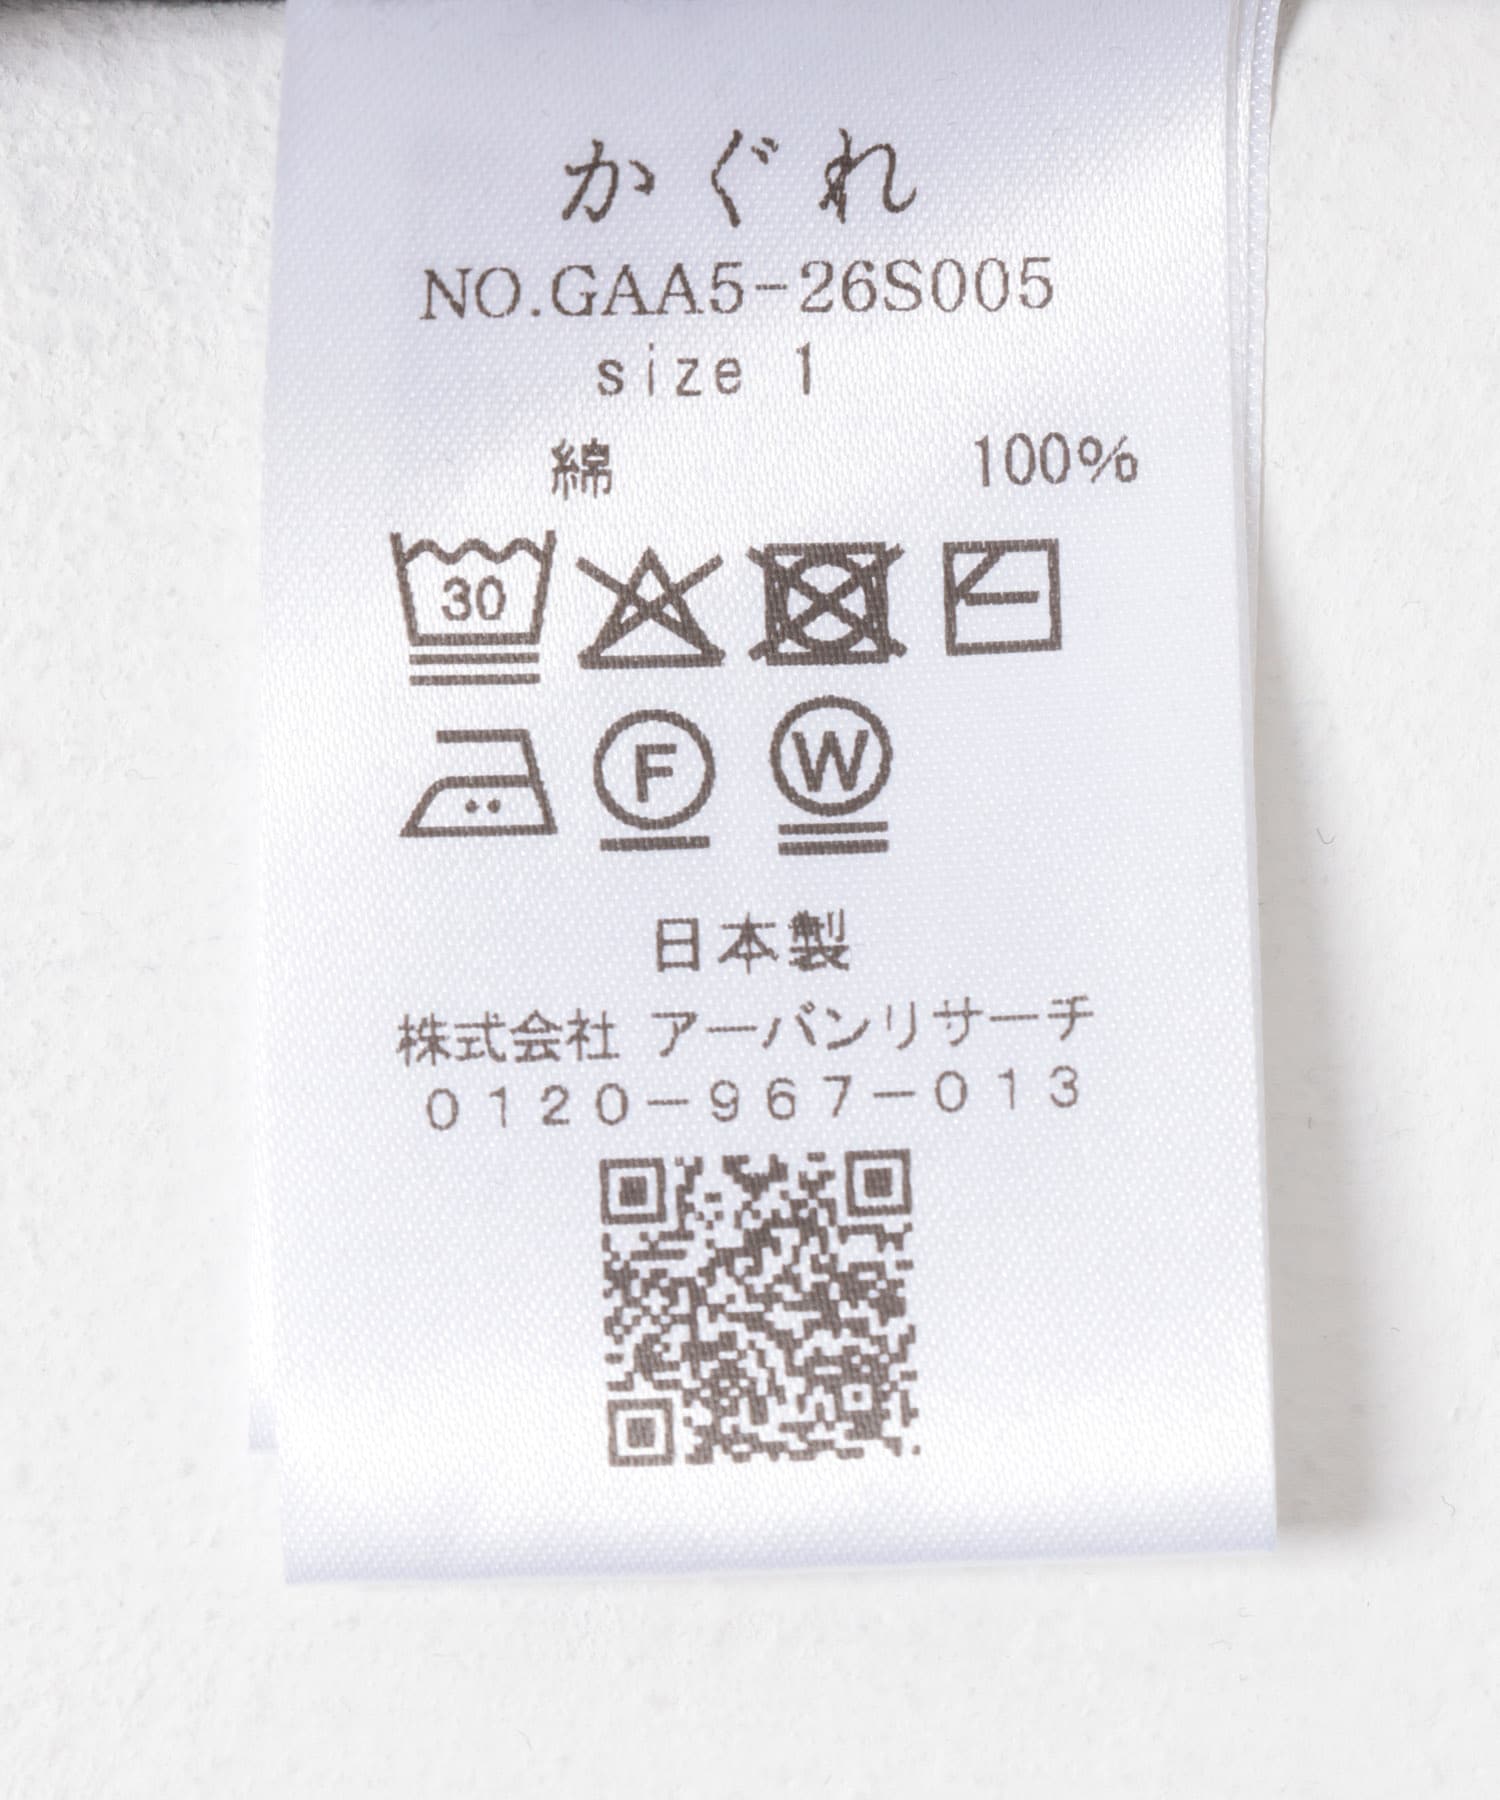 かぐれ
NO.GAA5-26S005
size 1
綿 100%
30
F W
日本製
株式会社 アーバンリサーチ
0120-967-013